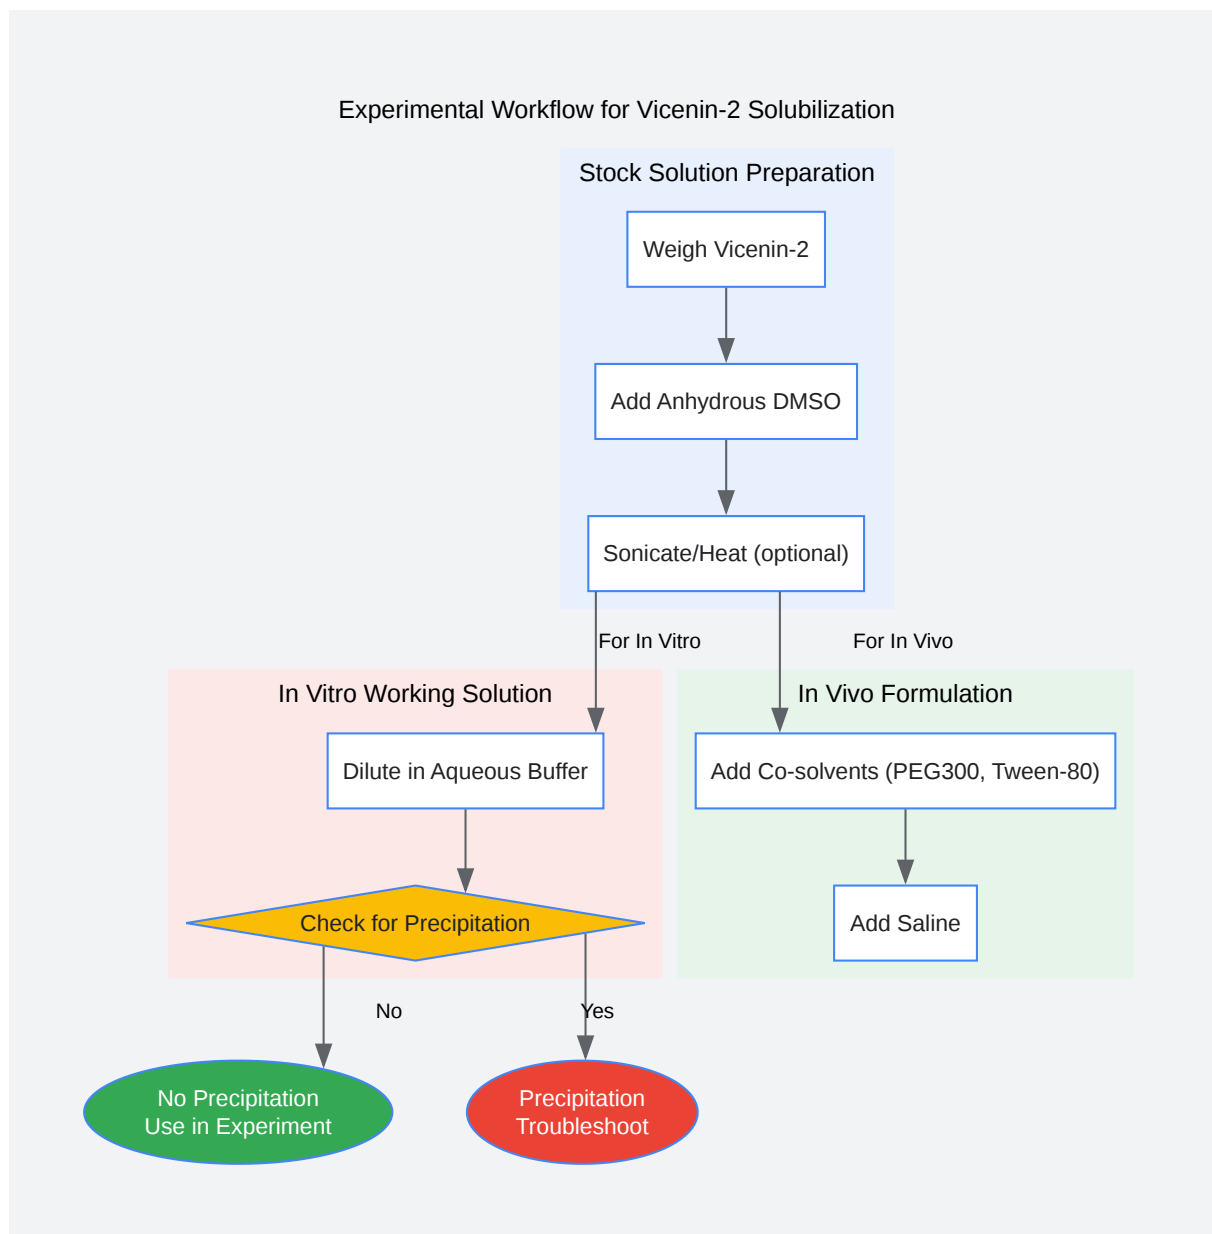 Experimental Workflow for Vicenin-2 Solubilization
Stock Solution Preparation
Weigh Vicenin-2
Add Anhydrous DMSO
Sonicate/Heat (optional)
For In Vitro
For In Vivo
In Vitro Working Solution
In Vivo Formulation
Dilute in Aqueous Buffer
Add Co-solvents (PEG300, Tween-80)
Check for Precipitation
Add Saline
No
Yes
No Precipitation
Use in Experiment
Precipitation
Troubleshoot